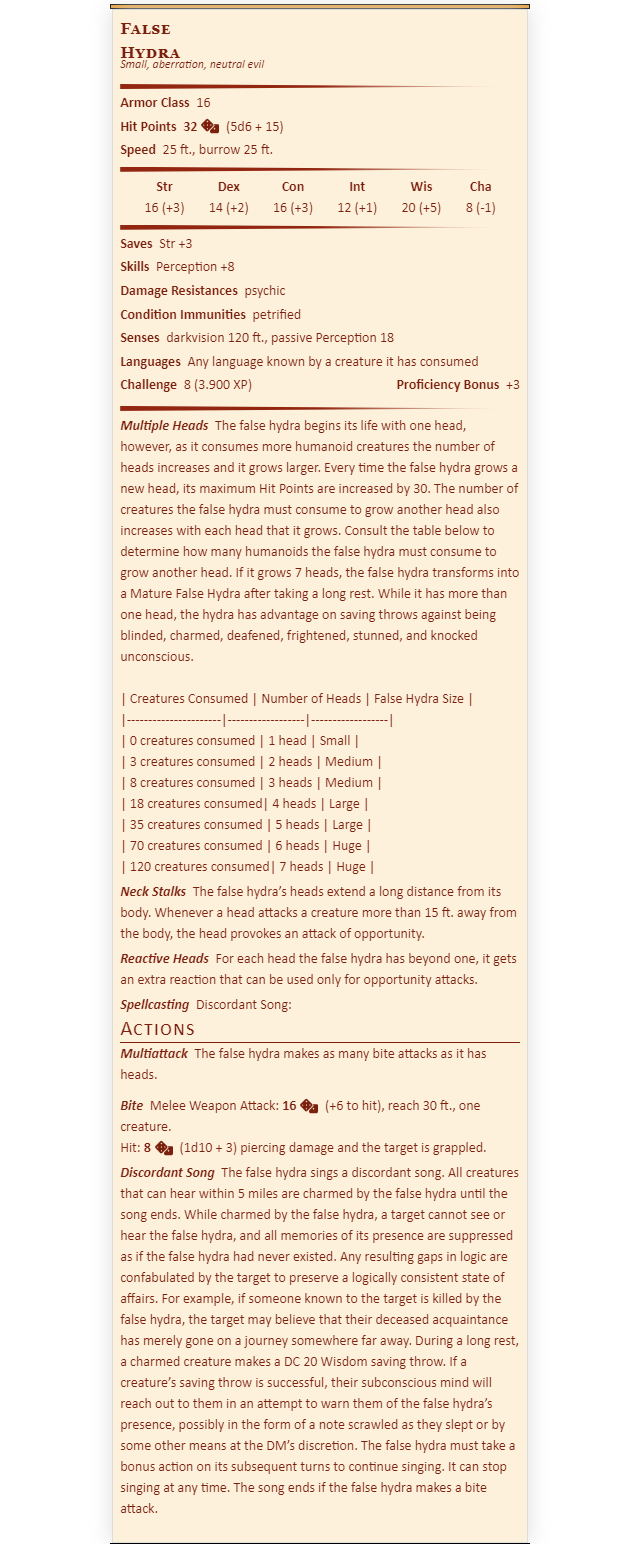 False
Hydra
Small, aberration, neutral evil
Armor Class 16
Hit Points 32 (5d6 + 15)
Speed 25 ft., burrow 25 ft.
Str Dex Con Int Wis Cha
16 (+3) 14 (+2) 16 (+3) 12 (+1) 20 (+5) 8 (-1)
Saves Str +3
Skills Perception +8
Damage Resistances psychic
Condition Immunities petrified
Senses darkvision 120 ft., passive Perception 18
Languages Any language known by a creature it has consumed
Challenge 8 (3.900 XP) Proficiency Bonus +3
Multiple Heads The false hydra begins its life with one head,
however, as it consumes more humanoid creatures the number of
heads increases and it grows larger. Every time the false hydra grows a
new head, its maximum Hit Points are increased by 30. The number of
creatures the false hydra must consume to grow another head also
increases with each head that it grows. Consult the table below to
determine how many humanoids the false hydra must consume to
grow another head. If it grows 7 heads, the false hydra transforms into
a Mature False Hydra after taking a long rest. While it has more than
one head, the hydra has advantage on saving throws against being
blinded, charmed, deafened, frightened, stunned, and knocked
unconscious.
| Creatures Consumed | Number of Heads | False Hydra Size |
|---------------------|-----------------|-----------------|
| 0 creatures consumed | 1 head | Small |
| 3 creatures consumed | 2 heads | Medium |
| 8 creatures consumed | 3 heads | Medium |
| 18 creatures consumed| 4 heads | Large |
| 35 creatures consumed | 5 heads | Large |
| 70 creatures consumed | 6 heads | Huge |
| 120 creatures consumed| 7 heads | Huge |
Neck Stalks The false hydra’s heads extend a long distance from its
body. Whenever a head attacks a creature more than 15 ft. away from
the body, the head provokes an attack of opportunity.
Reactive Heads For each head the false hydra has beyond one, it gets
an extra reaction that can be used only for opportunity attacks.
Spellcasting Discordant Song:
Actions
Multiattack The false hydra makes as many bite attacks as it has
heads.
Bite Melee Weapon Attack: 16 (+6 to hit), reach 30 ft., one
creature.
Hit: 8 (1d10 + 3) piercing damage and the target is grappled.
Discordant Song The false hydra sings a discordant song. All creatures
that can hear within 5 miles are charmed by the false hydra until the
song ends. While charmed by the false hydra, a target cannot see or
hear the false hydra, and all memories of its presence are suppressed
as if the false hydra had never existed. Any resulting gaps in logic are
confabulated by the target to preserve a logically consistent state of
affairs. For example, if someone known to the target is killed by the
false hydra, the target may believe that their deceased acquaintance
has merely gone on a journey somewhere far away. During a long rest,
a charmed creature makes a DC 20 Wisdom saving throw. If a
creature’s saving throw is successful, their subconscious mind will
reach out to them in an attempt to warn them of the false hydra’s
presence, possibly in the form of a note scrawled as they slept or by
some other means at the DM’s discretion. The false hydra must take a
bonus action on its subsequent turns to continue singing. It can stop
singing at any time. The song ends if the false hydra makes a bite
attack.